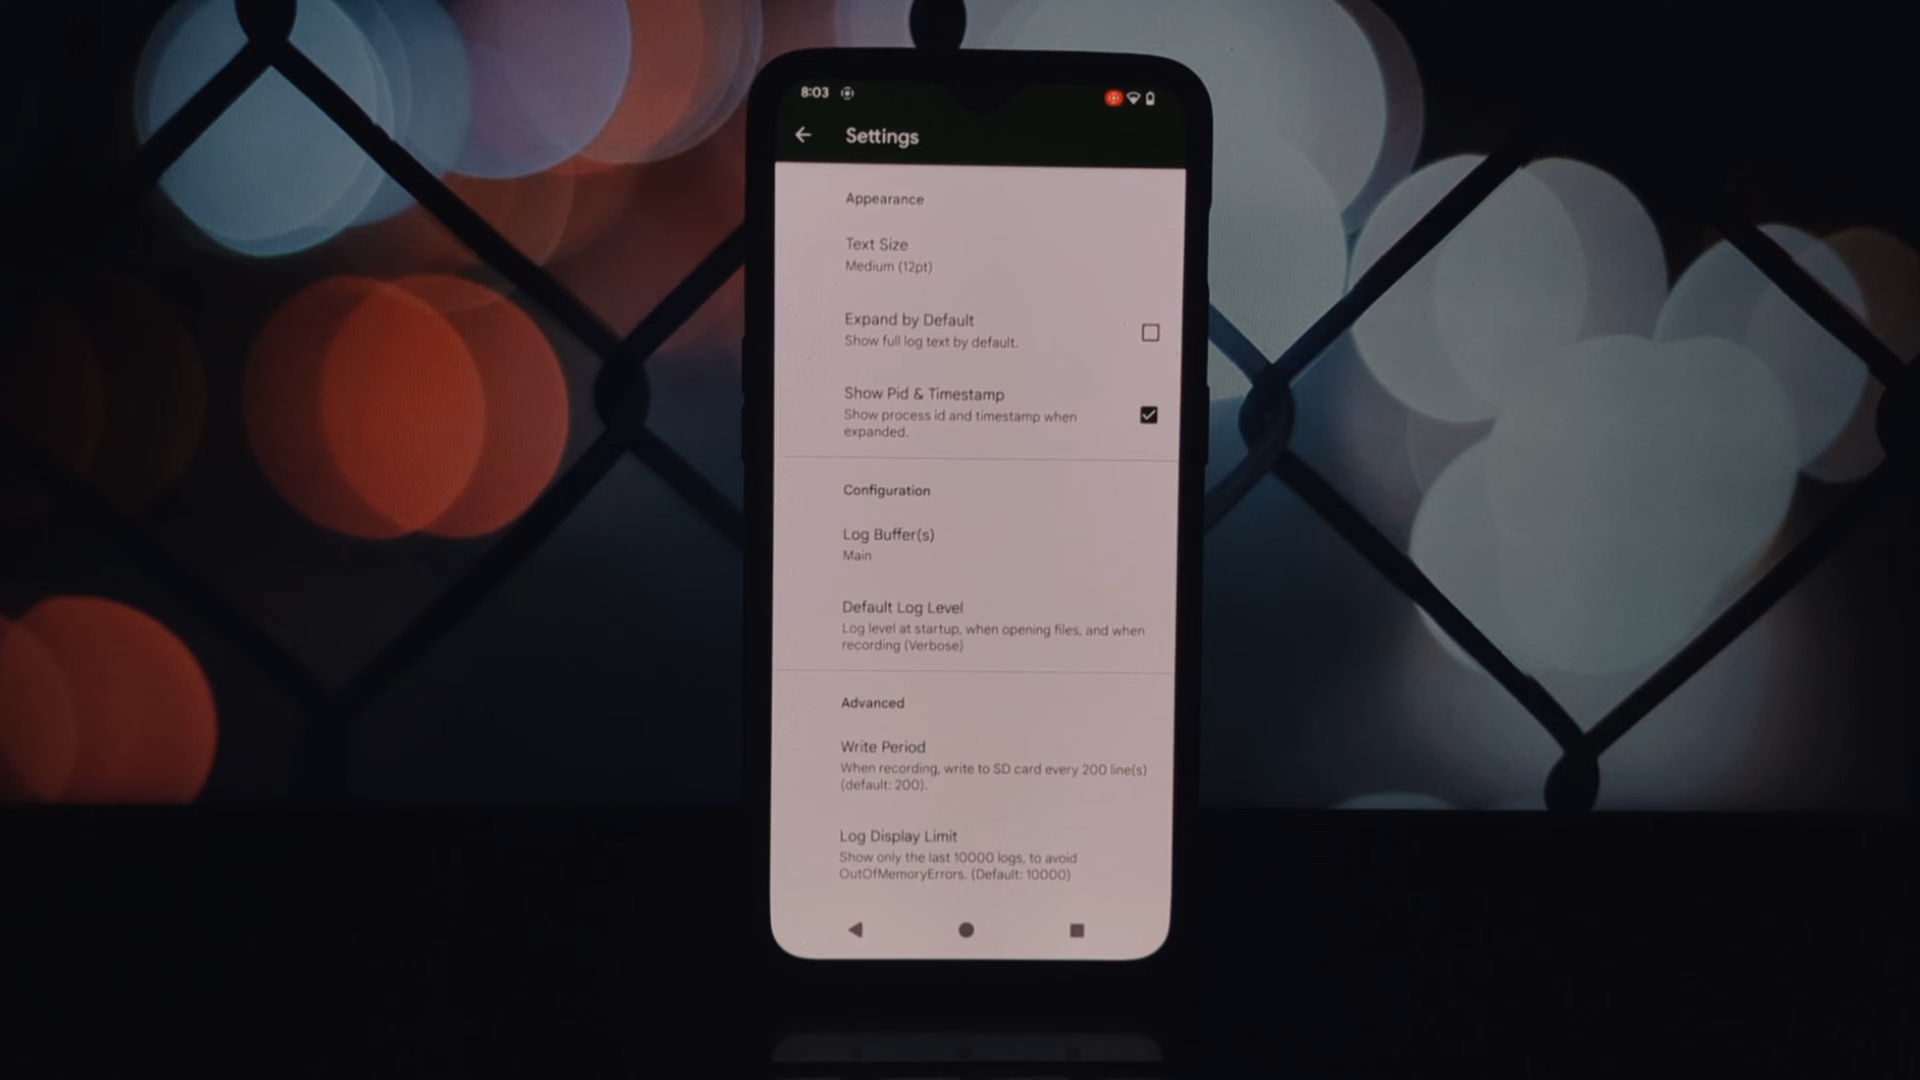 8:03
Settings
Appearance
Text Size
Medium (12pt)
Expand by Default
Show full log text by default.
Show Pid & Timestamp
Show process id and timestamp when
expanded.
Configuration
Log Buffer(s)
Main
Default Log Level
Log level at startup, when opening files, and when
recording (Verbose)
Advanced
Write Period
When recording, write to SD card every 200 line(s)
(default: 200).
Log Display Limit
Show only the last 10000 logs, to avoid
OutOfMemoryErrors. (Default: 10000)